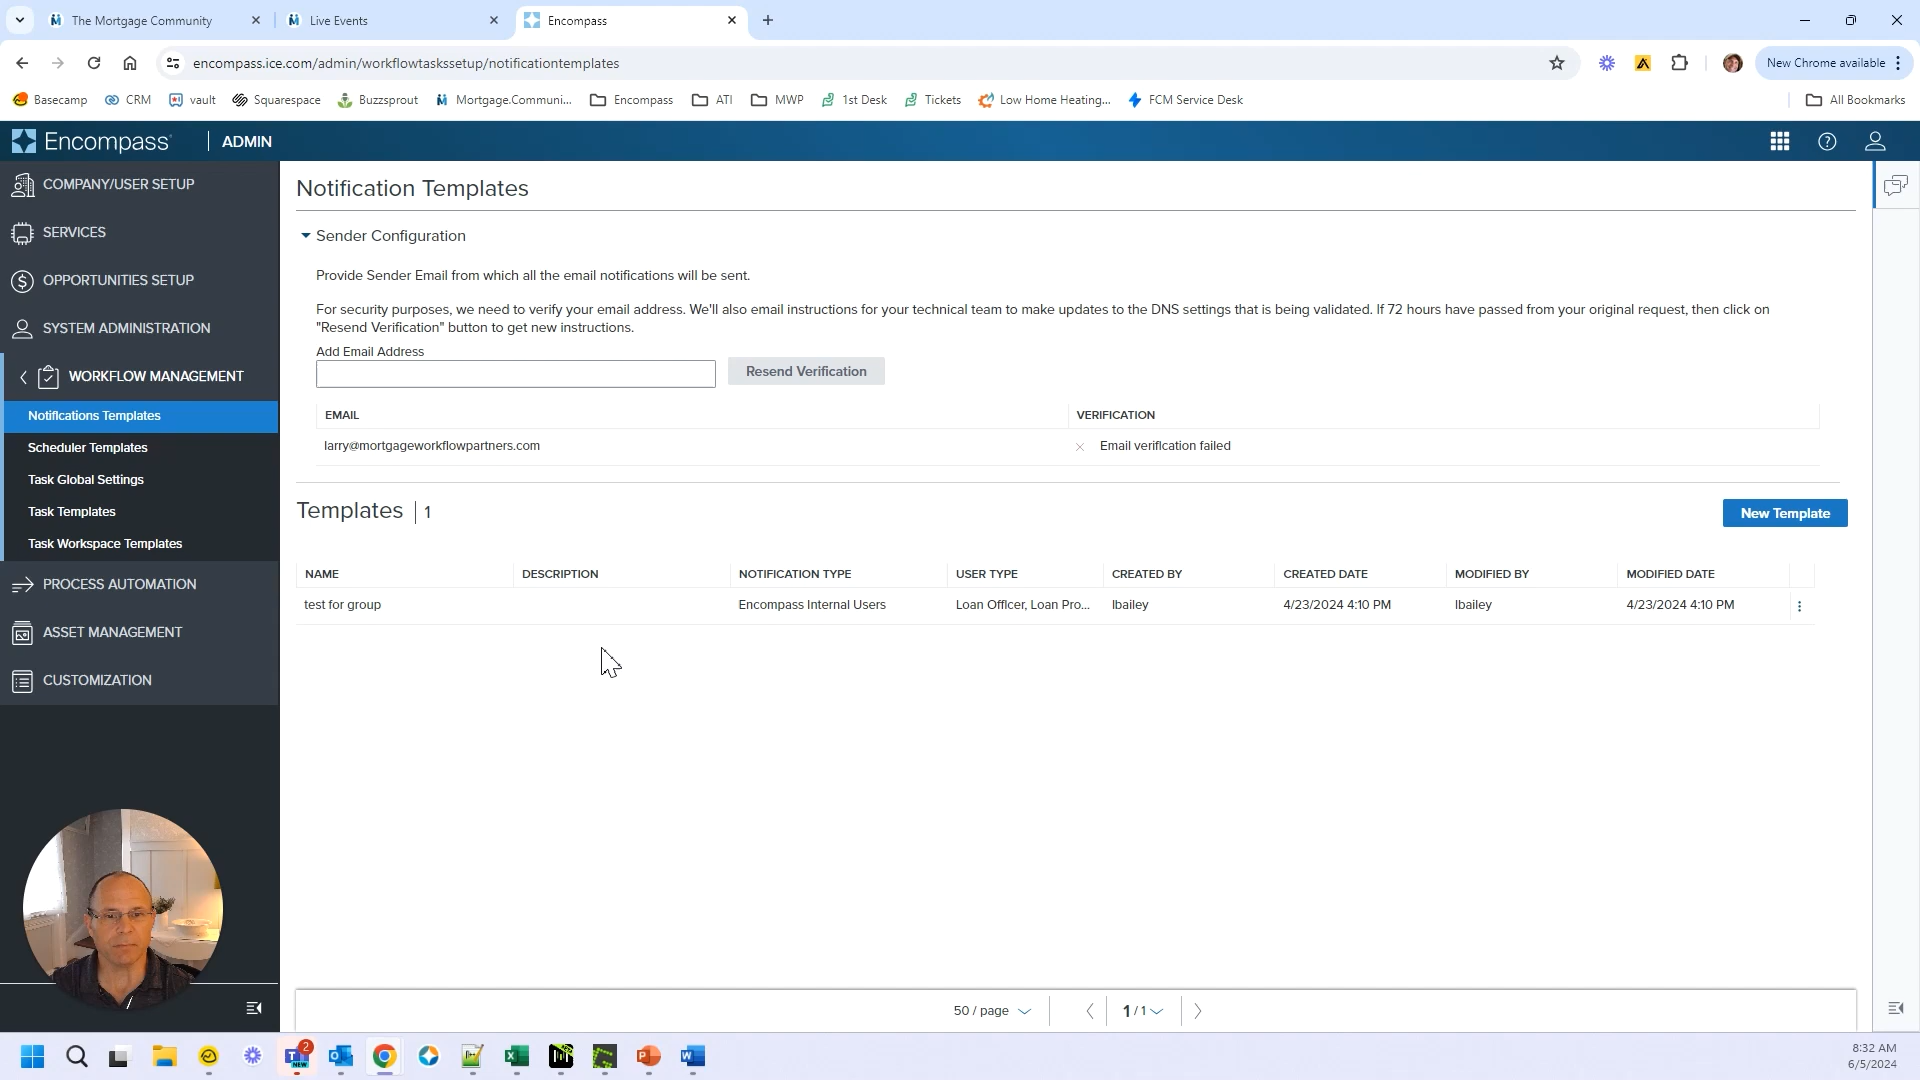 The Mortgage Community
Live Events
Encompass
encompass.ice.com/admin/workflowtaskssetup/notificationtemplates
New Chrome available
Basecamp
CRM
vault
Squarespace
Buzzsprout
Mortgage.Communi...
Encompass
ATI
MWP
1st Desk
Tickets
Low Home Heating...
FCM Service Desk
All Bookmarks
Encompass
ADMIN
COMPANY/USER SETUP
SERVICES
OPPORTUNITIES SETUP
SYSTEM ADMINISTRATION
WORKFLOW MANAGEMENT
Notifications Templates
Scheduler Templates
Task Global Settings
Task Templates
Task Workspace Templates
PROCESS AUTOMATION
ASSET MANAGEMENT
CUSTOMIZATION
Notification Templates
Sender Configuration
Provide Sender Email from which all the email notifications will be sent.
For security purposes, we need to verify your email address. We'll also email instructions for your technical team to make updates to the DNS settings that is being validated. If 72 hours have passed from your original request, then click on
"Resend Verification" button to get new instructions.
Add Email Address
Resend Verification
EMAIL VERIFICATION
larry@mortgageworkflowpartners.com Email verification failed
Templates | 1
New Template
NAME DESCRIPTION NOTIFICATION TYPE USER TYPE CREATED BY CREATED DATE MODIFIED BY MODIFIED DATE
test for group Encompass Internal Users Loan Officer, Loan Pro... lbailey 4/23/2024 4:10 PM lbailey 4/23/2024 4:10 PM
50 / page 1 / 1
2
NEW
8:32 AM
6/5/2024